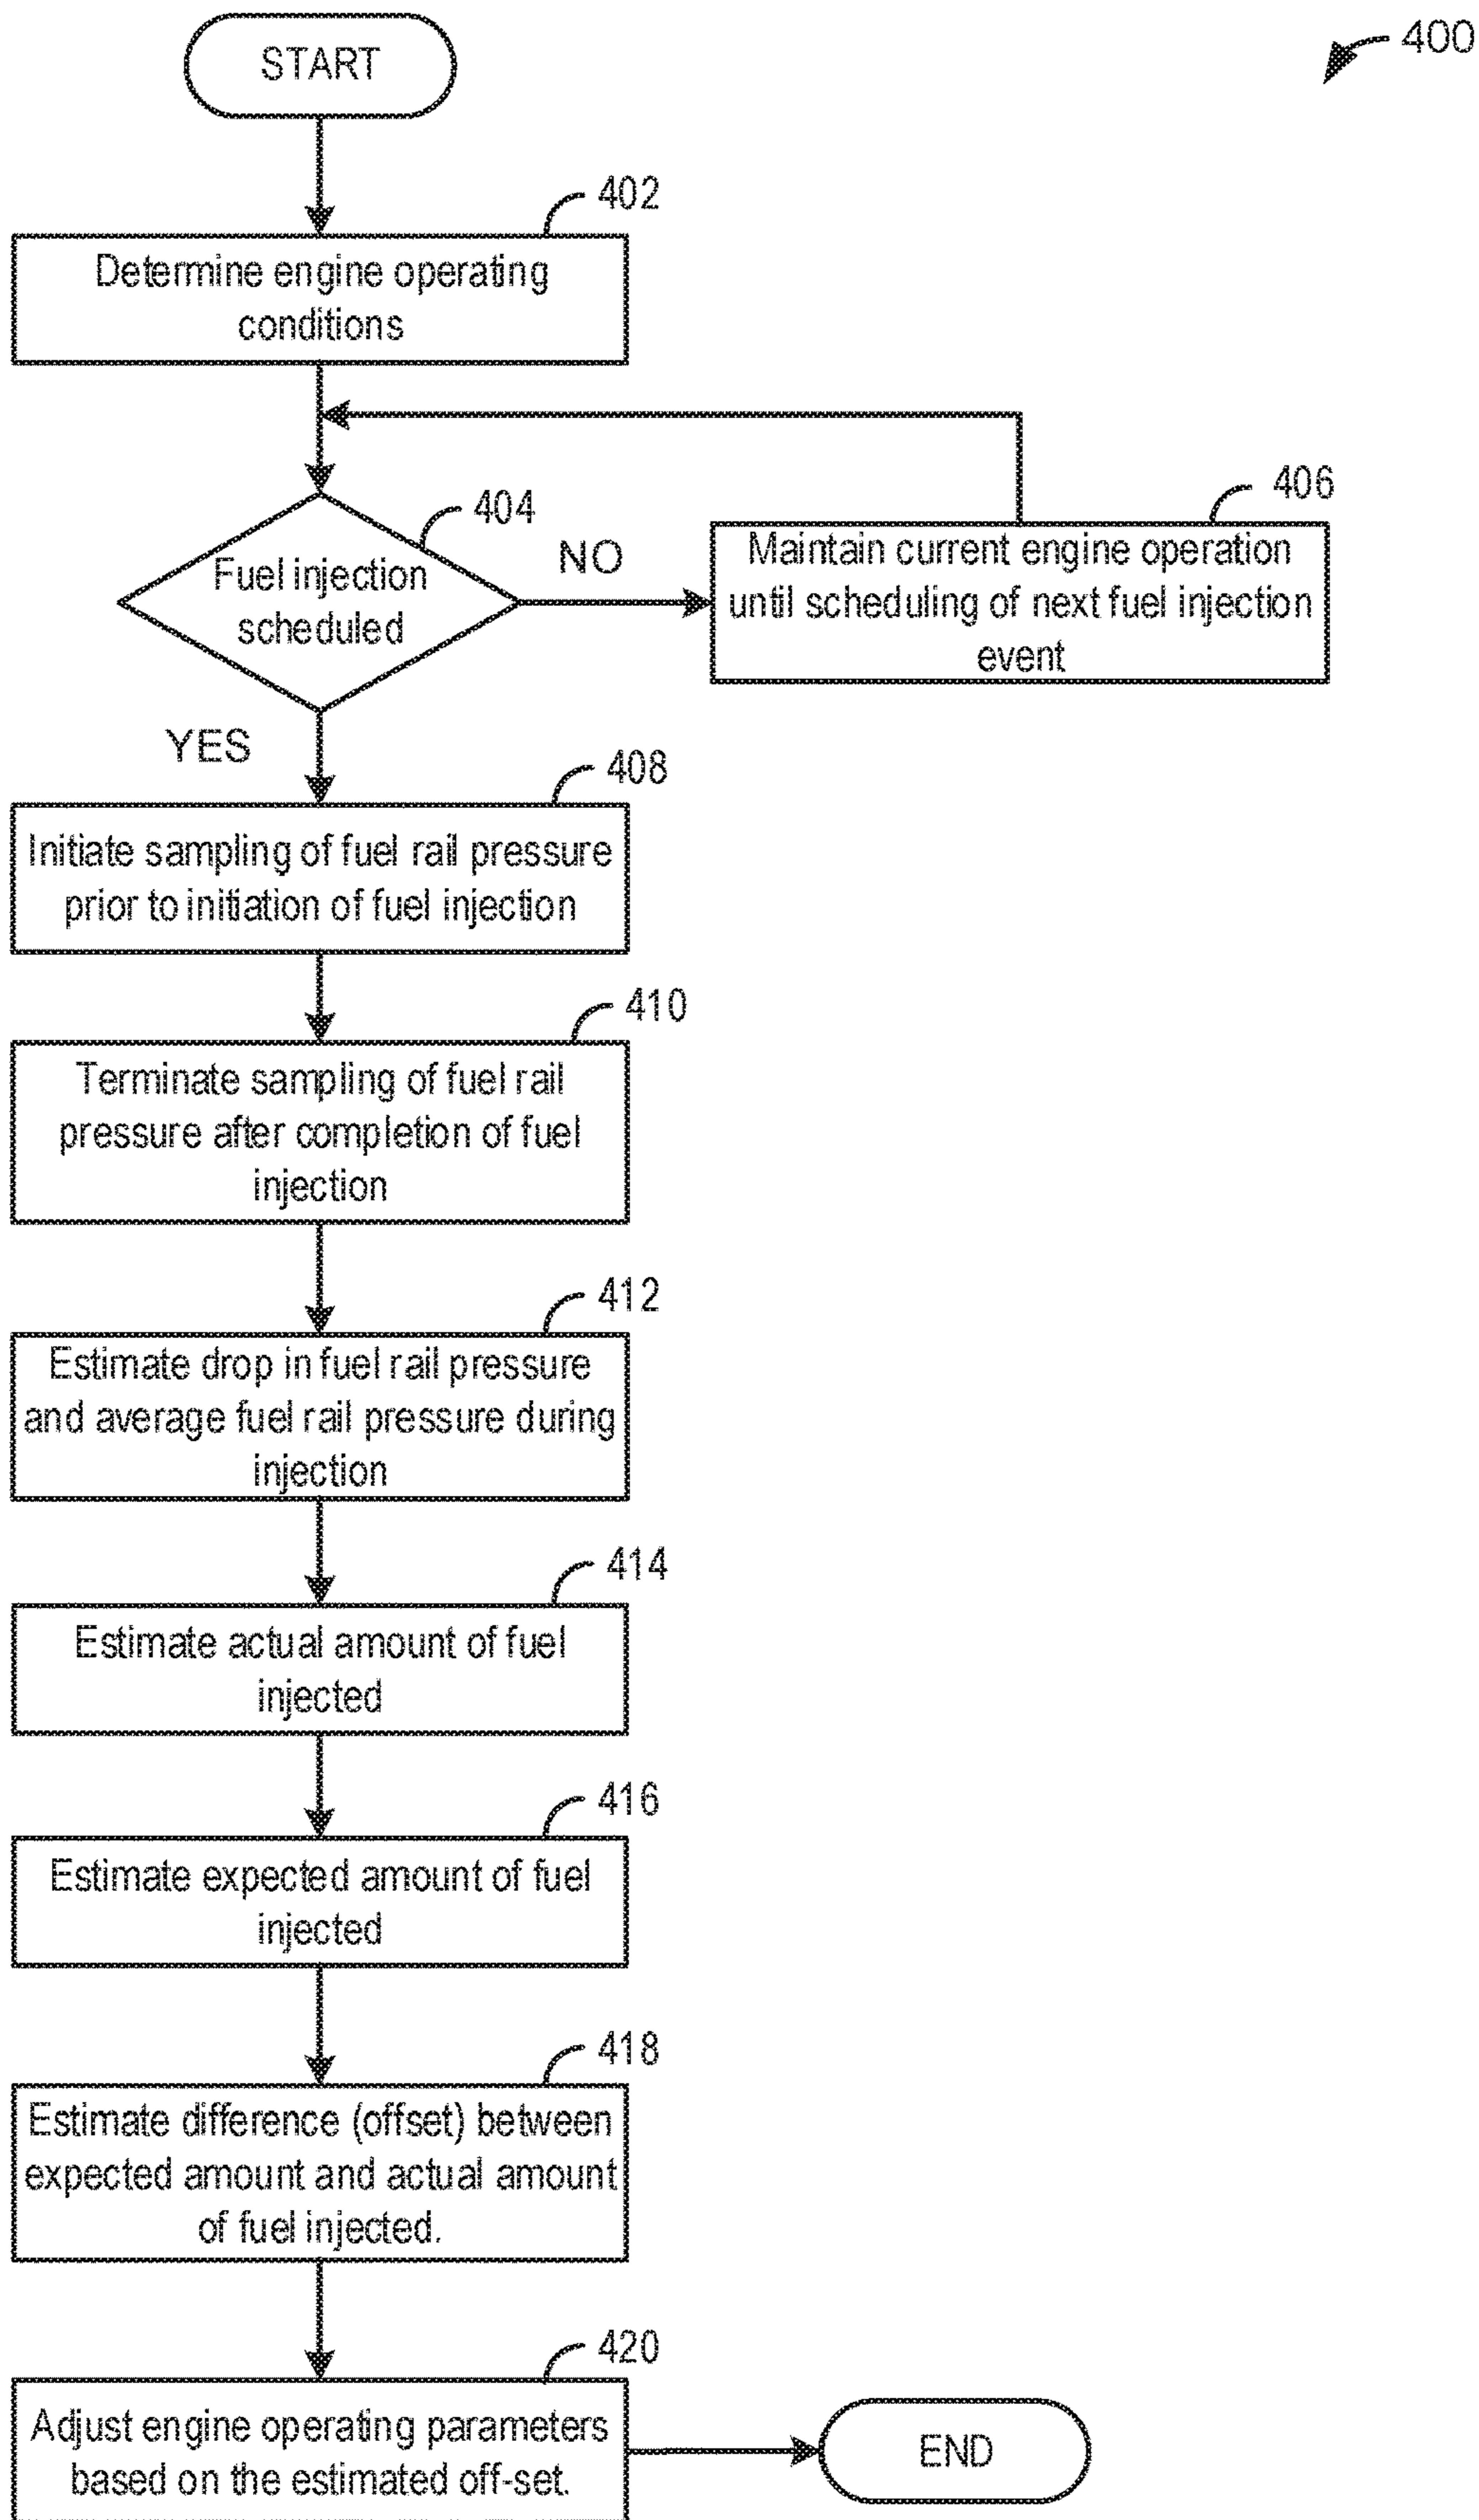 START
400
402
Determine engine operating
conditions
404
Fuel injection
scheduled
NO
406
Maintain current engine operation
until scheduling of next fuel injection
event
YES
408
Initiate sampling of fuel rail pressure
prior to initiation of fuel injection
410
Terminate sampling of fuel rail
pressure after completion of fuel
injection
412
Estimate drop in fuel rail pressure
and average fuel rail pressure during
injection
414
Estimate actual amount of fuel
injected
416
Estimate expected amount of fuel
injected
418
Estimate difference (offset) between
expected amount and actual amount
of fuel injected.
420
Adjust engine operating parameters
based on the estimated off-set.
END